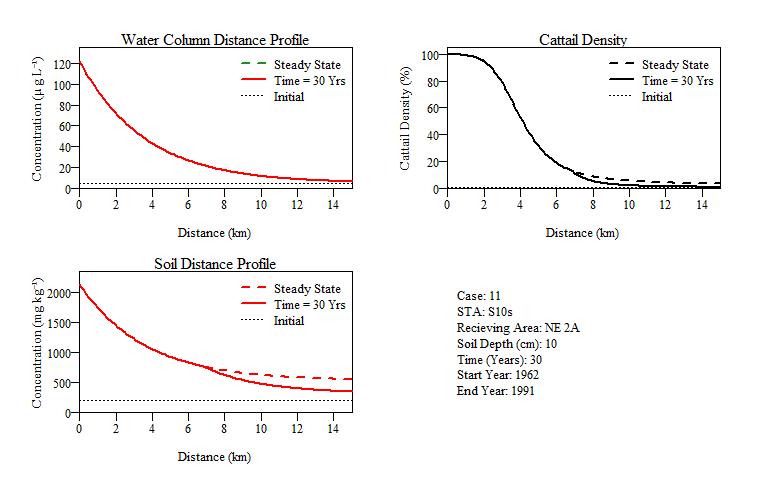 Water Column Distance Profile
Concentration (μ g L⁻¹)
120
100
80
60
40
20
0
0 2 4 6 8 10 12 14
Distance (km)
Steady State
Time = 30 Yrs
Initial
Cattail Density
Cattail Density (%)
100
80
60
40
20
0
0 2 4 6 8 10 12 14
Distance (km)
Steady State
Time = 30 Yrs
Initial
Soil Distance Profile
Concentration (mg kg⁻¹)
2000
1500
1000
500
0
0 2 4 6 8 10 12 14
Distance (km)
Steady State
Time = 30 Yrs
Initial
Case: 11
STA: S10s
Recieving Area: NE 2A
Soil Depth (cm): 10
Time (Years): 30
Start Year: 1962
End Year: 1991